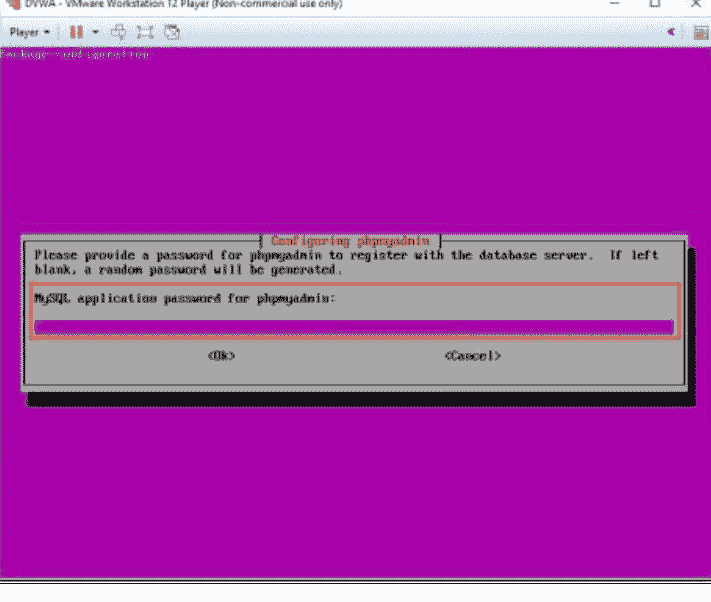 DVWA - VMware Workstation 12 Player (Non-commercial use only)
Player
Package configuration
Configuring phpmyadmin
Please provide a password for phpmyadmin to register with the database server. If left
blank, a random password will be generated.
MySQL application password for phpmyadmin:
<Ok> <Cancel>